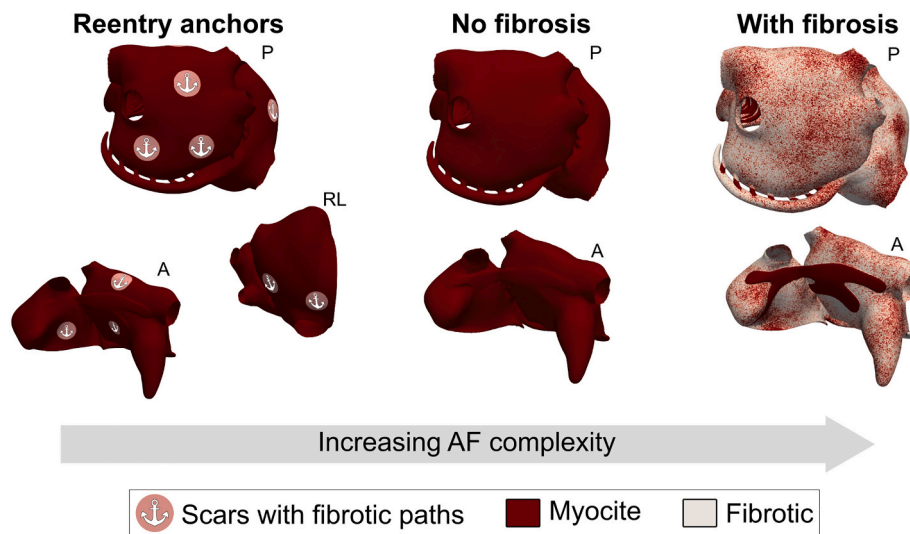 Reentry anchors
No fibrosis
With fibrosis
P
P
P
RL
A
A
A
Increasing AF complexity
Scars with fibrotic paths
Myocite
Fibrotic